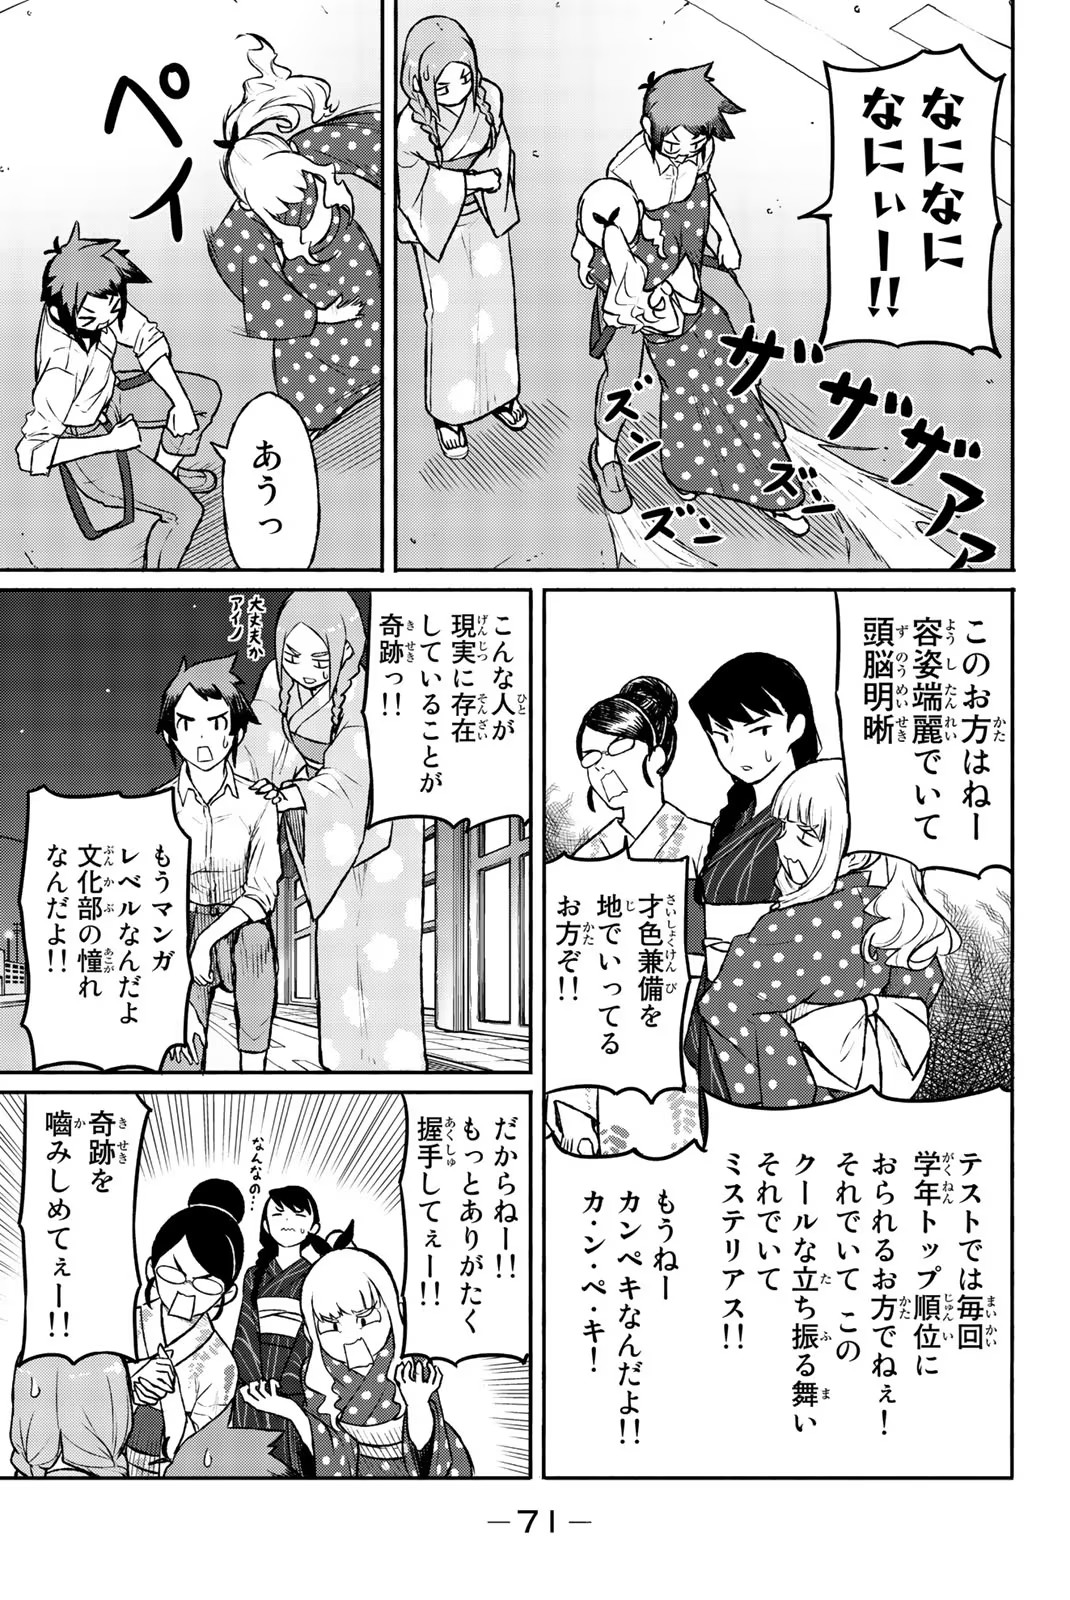 なになに
なにぃー!!
ザザザアァ
ズズン
ズズン
ペイ
あうっ
このお方はねー
容姿端麗でいて
頭脳明晰
才色兼備を
地でいってる
お方ぞ!!
テストでは毎回
学年トップ順位に
おられるお方でねぇ!
それでいて この
クールな立ち振る舞い
それでいて
ミステリアス!!
もうねー
カンペキなんだよ!!
カ・ン・ペ・キ!
こんな人が
現実に存在
していることが
奇跡っ!!
大丈夫か
アイノ
もうマンガ
レベルなんだよ
文化部の憧れ
なんだよ!!
だからねー!!
もっとありがたく
握手してぇー!!
なんなの…
奇跡を
嚙みしめてぇー!!
—71—